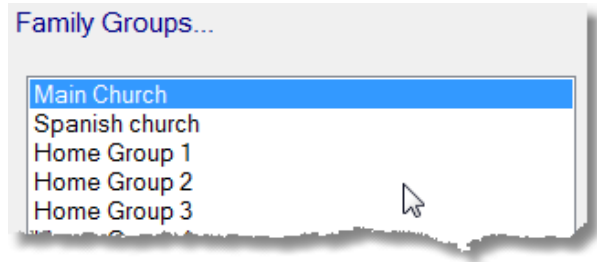 Family Groups...
Main Church
Spanish church
Home Group 1
Home Group 2
Home Group 3